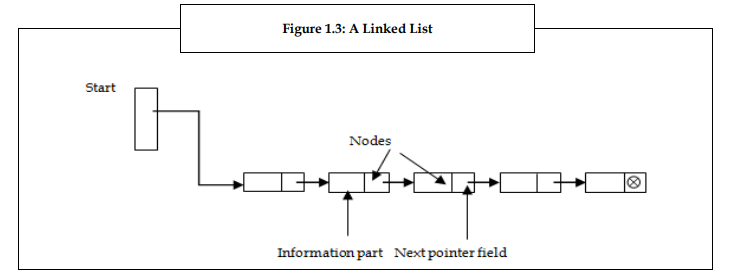 Figure 1.3: A Linked List
Start
Nodes
Information part
Next pointer field